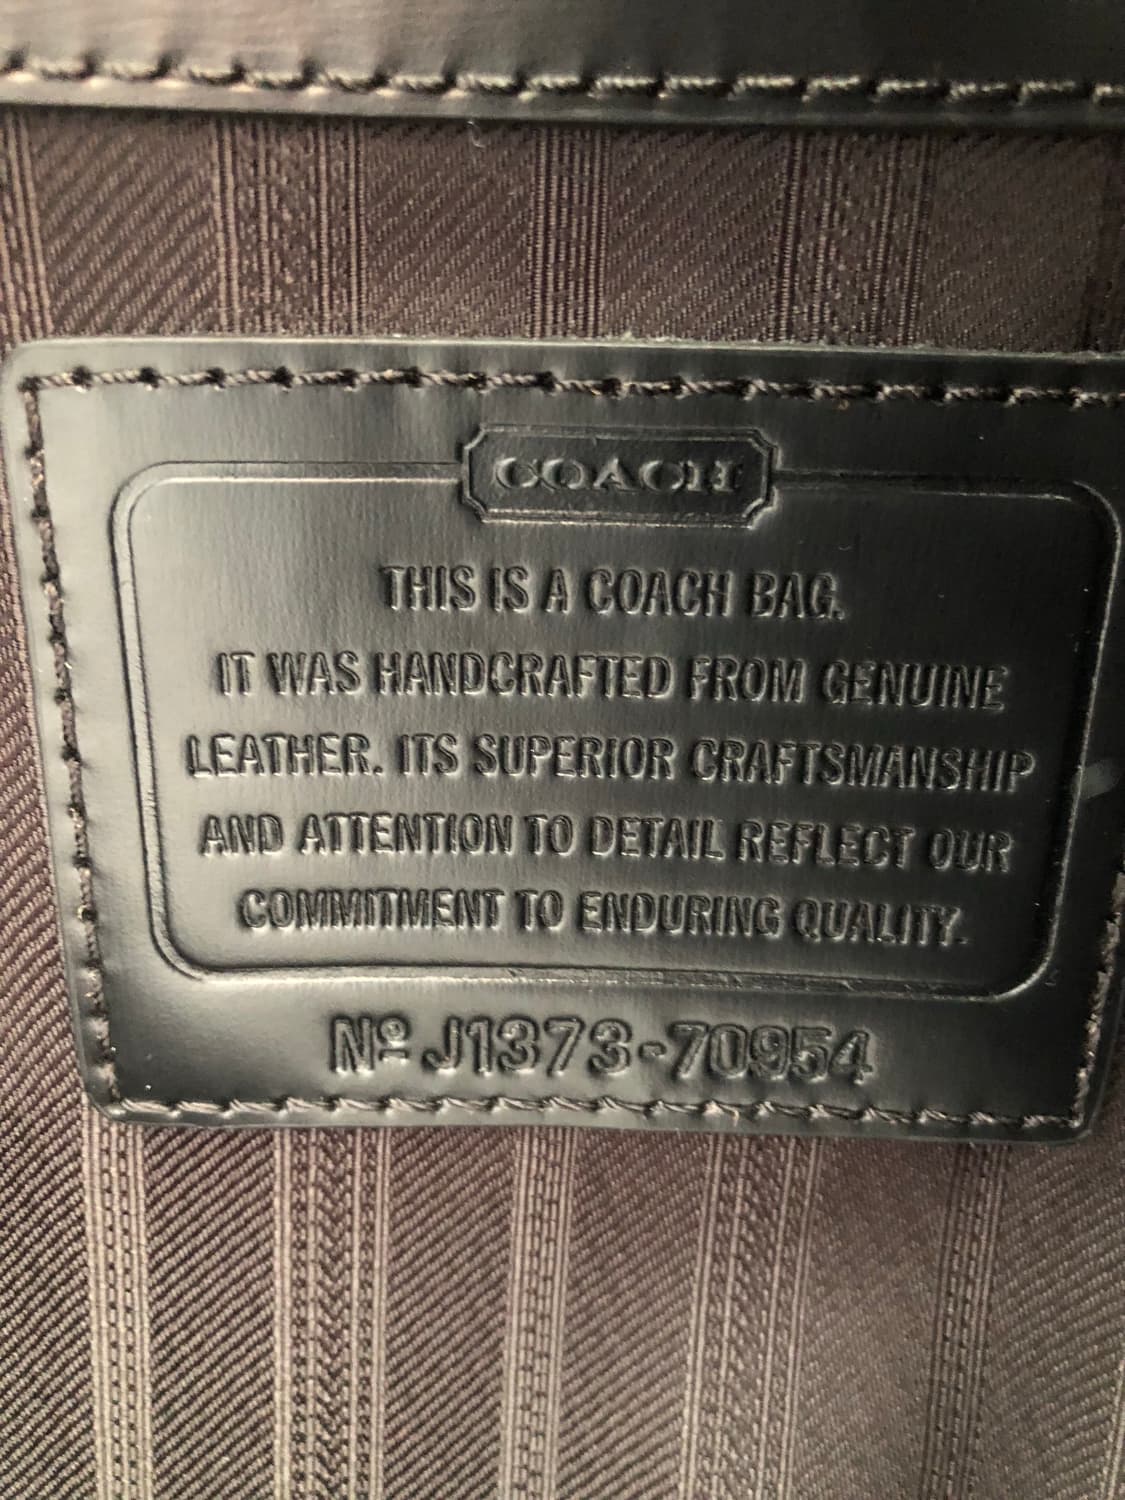 COACH
THIS IS A COACH BAG.
IT WAS HANDCRAFTED FROM GENUINE
LEATHER. ITS SUPERIOR CRAFTSMANSHIP
AND ATTENTION TO DETAIL REFLECT OUR
COMMITMENT TO ENDURING QUALITY.
Nº J1373-70954